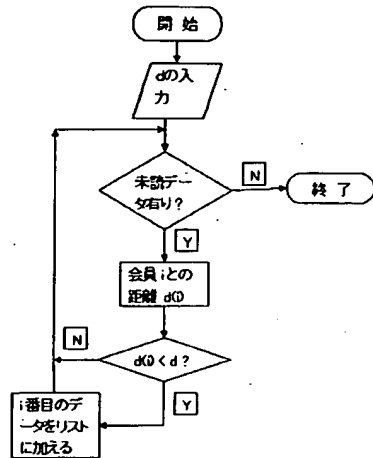 開始
dの入
力
未読デー
タ有り？
N
終了
Y
会員iとの
距離 d(i)
N
d(i)<d？
Y
i番目のデ
ータをリスト
に加える